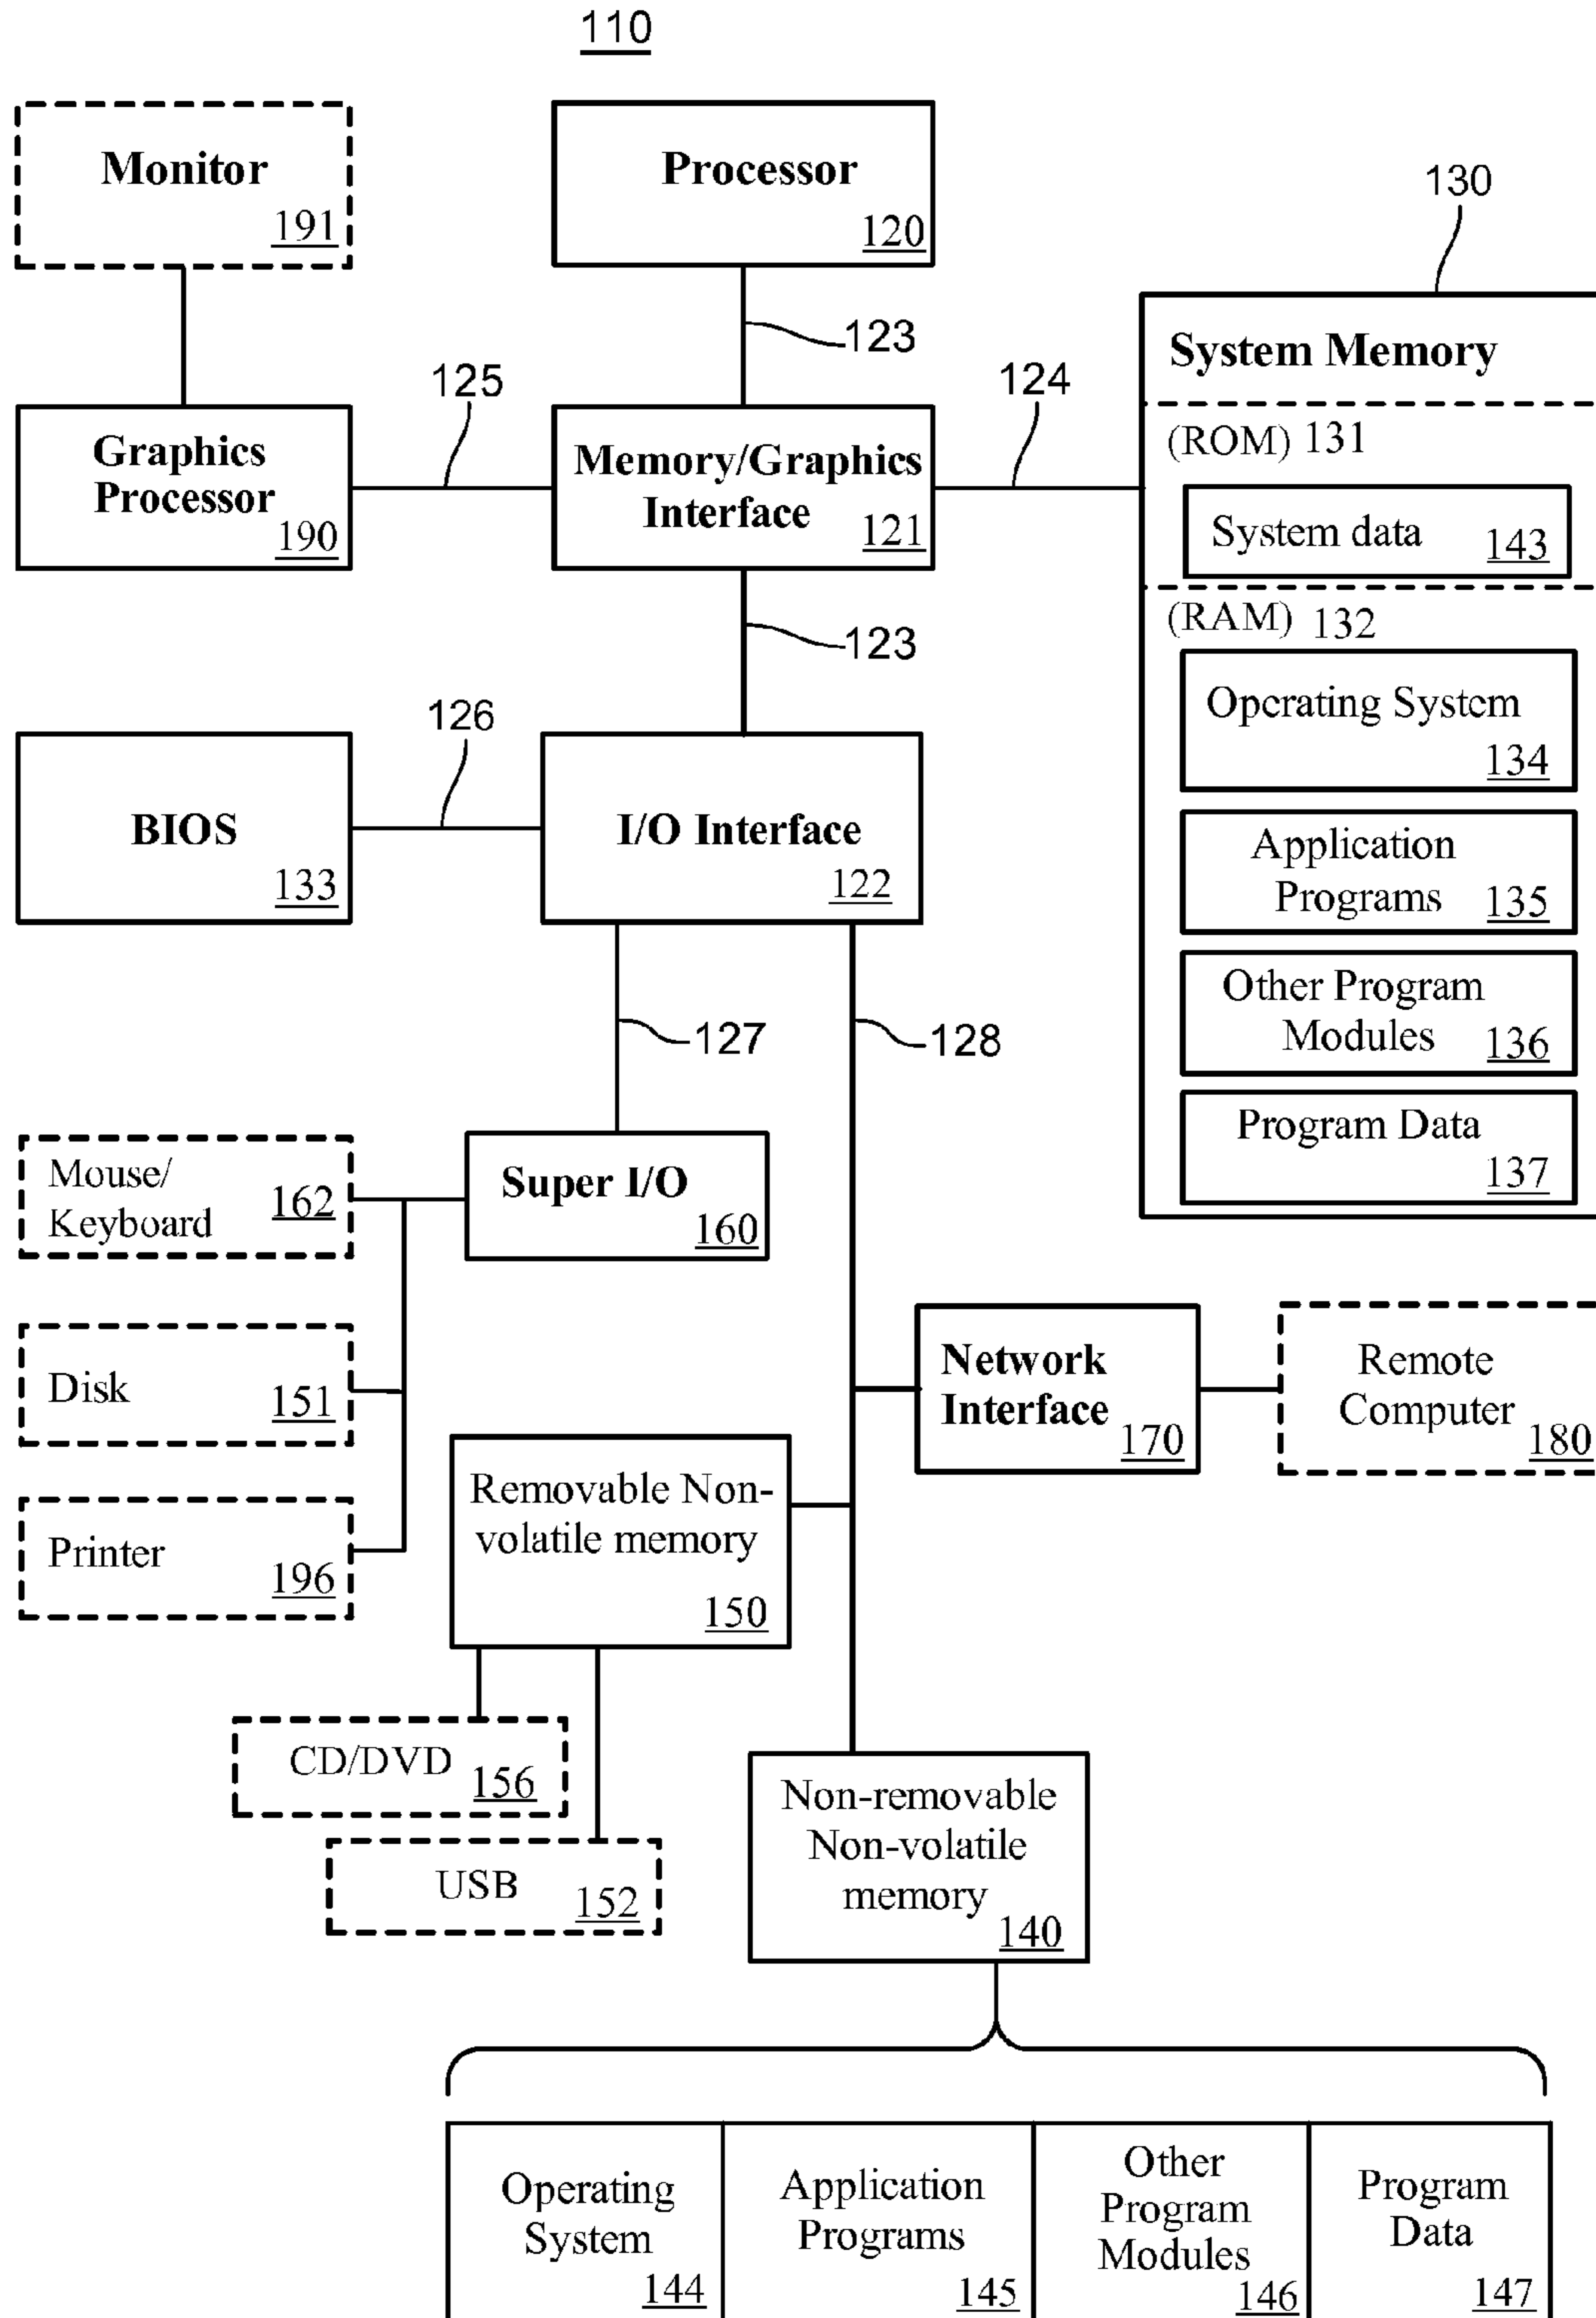 110
Monitor
191
Processor
120
130
123
System Memory
125
124
Graphics
Processor
190
Memory/Graphics
Interface
121
(ROM) 131
System data
143
(RAM) 132
123
Operating System
134
126
BIOS
133
I/O Interface
122
Application
Programs
135
Other Program
Modules
136
127
128
Program Data
137
Mouse/
Keyboard
162
Super I/O
160
Disk
151
Network
Interface
170
Remote
Computer
180
Printer
196
Removable Non-
volatile memory
150
CD/DVD
156
USB
152
Non-removable
Non-volatile
memory
140
Operating
System
144
Application
Programs
145
Other
Program
Modules
146
Program
Data
147